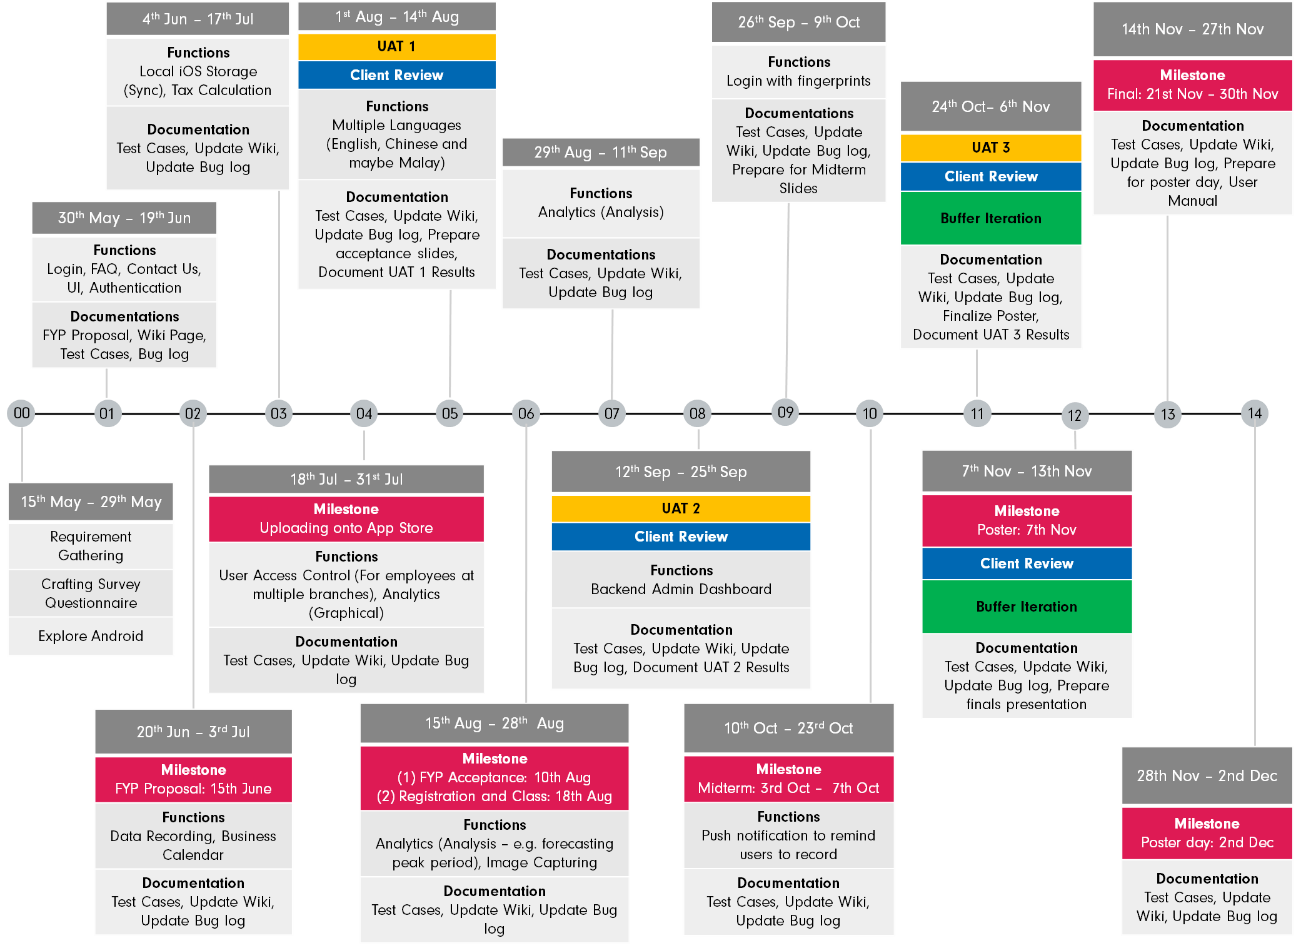 4th Jun – 17th Jul
Functions
Local iOS Storage
(Sync), Tax Calculation
Documentation
Test Cases, Update Wiki,
Update Bug log
1st Aug – 14th Aug
UAT 1
Client Review
Functions
Multiple Languages
(English, Chinese and
maybe Malay)
Documentation
Test Cases, Update Wiki,
Update Bug log, Prepare
acceptance slides,
Document UAT 1 Results
26th Sep – 9th Oct
Functions
Login with fingerprints
Documentations
Test Cases, Update
Wiki, Update Bug log,
Prepare for Midterm
Slides
14th Nov – 27th Nov
Milestone
Final: 21st Nov – 30th Nov
Documentation
Test Cases, Update Wiki,
Update Bug log, Prepare
for poster day, User
Manual
24th Oct– 6th Nov
UAT 3
Client Review
Buffer Iteration
Documentation
Test Cases, Update
Wiki, Update Bug log,
Finalize Poster,
Document UAT 3 Results
29th Aug – 11th Sep
Functions
Analytics (Analysis)
Documentations
Test Cases, Update Wiki,
Update Bug log
30th May – 19th Jun
Functions
Login, FAQ, Contact Us,
UI, Authentication
Documentations
FYP Proposal, Wiki Page,
Test Cases, Bug log
00 01 02 03 04 05 06 07 08 09 10 11 12 13 14
15th May – 29th May
Requirement
Gathering
Crafting Survey
Questionnaire
Explore Android
18th Jul – 31st Jul
Milestone
Uploading onto App Store
Functions
User Access Control (For employees at
multiple branches), Analytics
(Graphical)
Documentation
Test Cases, Update Wiki, Update Bug
log
12th Sep – 25th Sep
UAT 2
Client Review
Functions
Backend Admin Dashboard
Documentation
Test Cases, Update Wiki, Update
Bug log, Document UAT 2 Results
7th Nov – 13th Nov
Milestone
Poster: 7th Nov
Client Review
Buffer Iteration
Documentation
Test Cases, Update Wiki,
Update Bug log, Prepare
finals presentation
20th Jun – 3rd Jul
Milestone
FYP Proposal: 15th June
Functions
Data Recording, Business
Calendar
Documentation
Test Cases, Update Wiki,
Update Bug log
15th Aug – 28th Aug
Milestone
(1) FYP Acceptance: 10th Aug
(2) Registration and Class: 18th Aug
Functions
Analytics (Analysis – e.g. forecasting
peak period), Image Capturing
Documentation
Test Cases, Update Wiki, Update Bug
log
10th Oct – 23rd Oct
Milestone
Midterm: 3rd Oct – 7th Oct
Functions
Push notification to remind
users to record
Documentation
Test Cases, Update Wiki,
Update Bug log
28th Nov – 2nd Dec
Milestone
Poster day: 2nd Dec
Documentation
Test Cases, Update
Wiki, Update Bug log